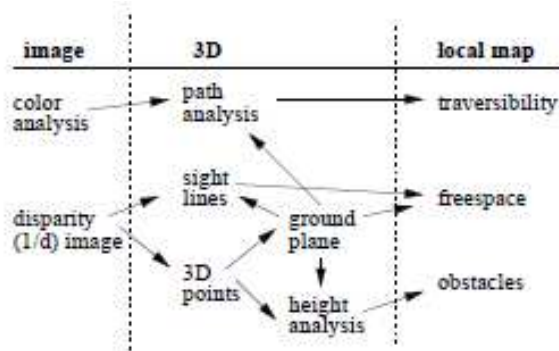 image 3D local map
color analysis
path analysis
traversibility
sight lines
freespace
disparity (1/d) image
ground plane
3D points
obstacles
height analysis